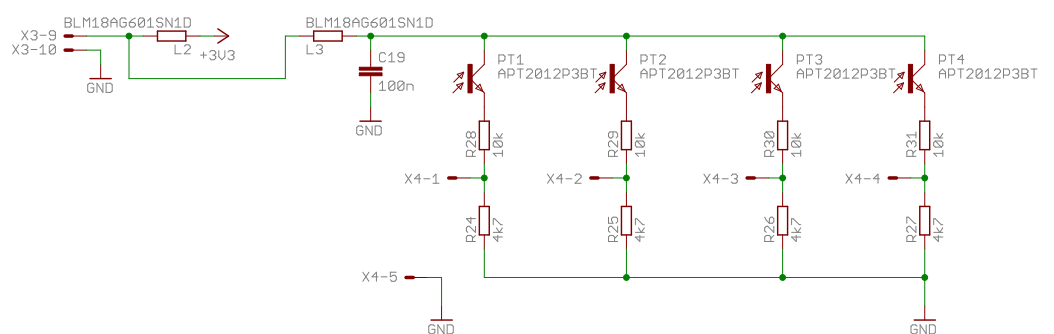 BLM18AG601SN1D
BLM18AG601SN1D
X3-9
L2
+3V3
L3
X3-10
GND
C19
100n
GND
PT1
APT2012P3BT
PT2
APT2012P3BT
PT3
APT2012P3BT
PT4
APT2012P3BT
R28
10k
R29
10k
R30
10k
R31
10k
X4-1
X4-2
X4-3
X4-4
R24
4k7
R25
4k7
R26
4k7
R27
4k7
X4-5
GND
GND